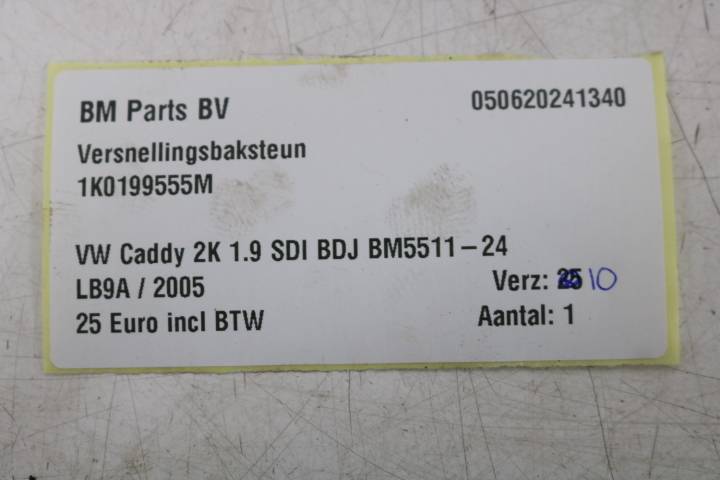 BM Parts BV 050620241340
Versnellingsbaksteun
1K0199555M
VW Caddy 2K 1.9 SDI BDJ BM5511-24
LB9A / 2005 Verz: 25 10
25 Euro incl BTW Aantal: 1